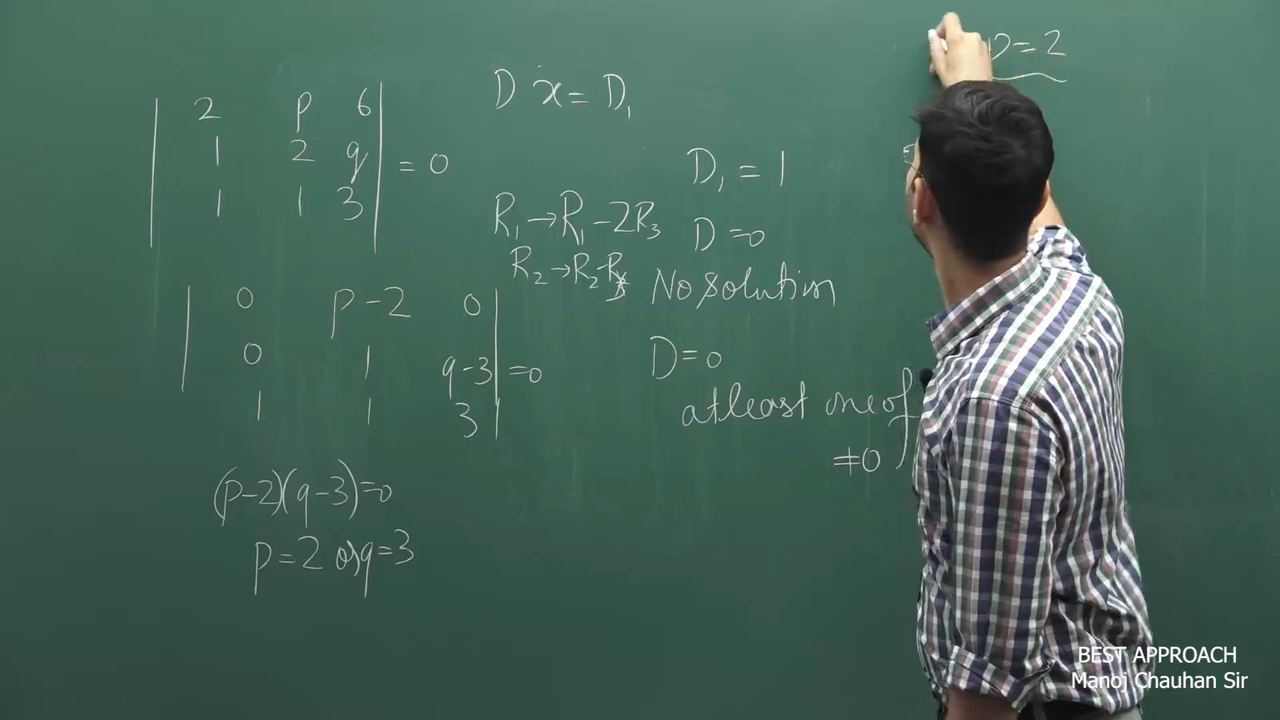 2 p 6
1 2 q = 0
1 1 3
0 p-2 0
0 1 q-3 =0
1 1 3
(p-2)(q-3)=0
p=2 or q=3
D x = D₁
R₁→R₁-2R₃
R₂→R₂-R₃
D₁ = 1
D=0
No solution
D=0
atleast one of
≠0
p=2
BEST APPROACH
Manoj Chauhan Sir